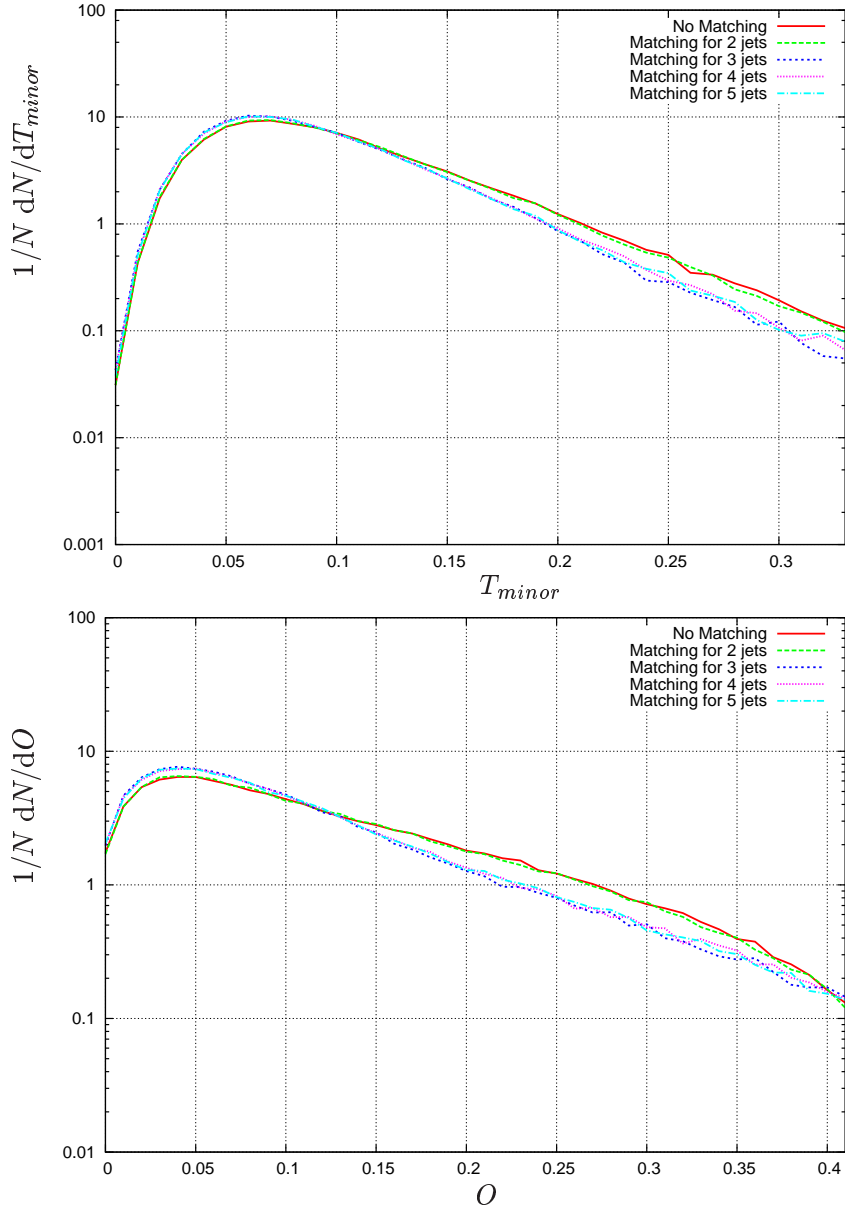 100
10
1
0.1
0.01
0.001
1/N dN/dT_minor
No Matching
Matching for 2 jets
Matching for 3 jets
Matching for 4 jets
Matching for 5 jets
0 0.05 0.1 0.15 0.2 0.25 0.3
T_minor
100
10
1
0.1
0.01
1/N dN/dO
No Matching
Matching for 2 jets
Matching for 3 jets
Matching for 4 jets
Matching for 5 jets
0 0.05 0.1 0.15 0.2 0.25 0.3 0.35 0.4
O